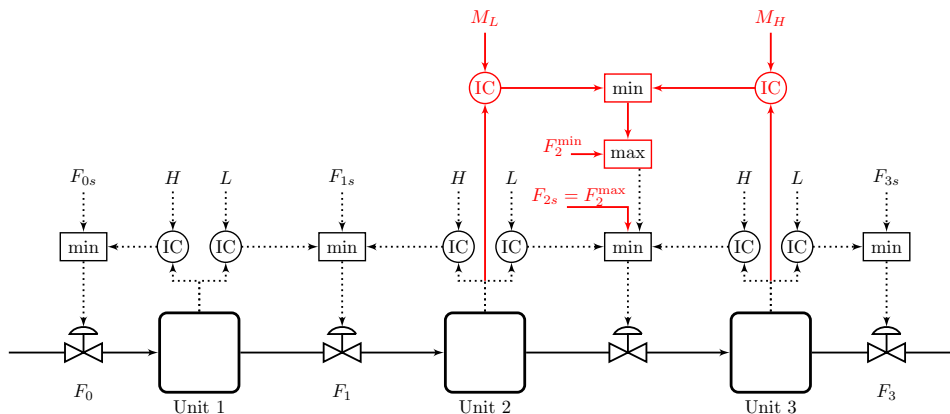 M_L M_H
IC min IC
F_2^min max
F_0s H L F_1s H L F_2s = F_2^max H L F_3s
min IC IC min IC IC min IC IC min
F_0 F_1 F_3
Unit 1 Unit 2 Unit 3